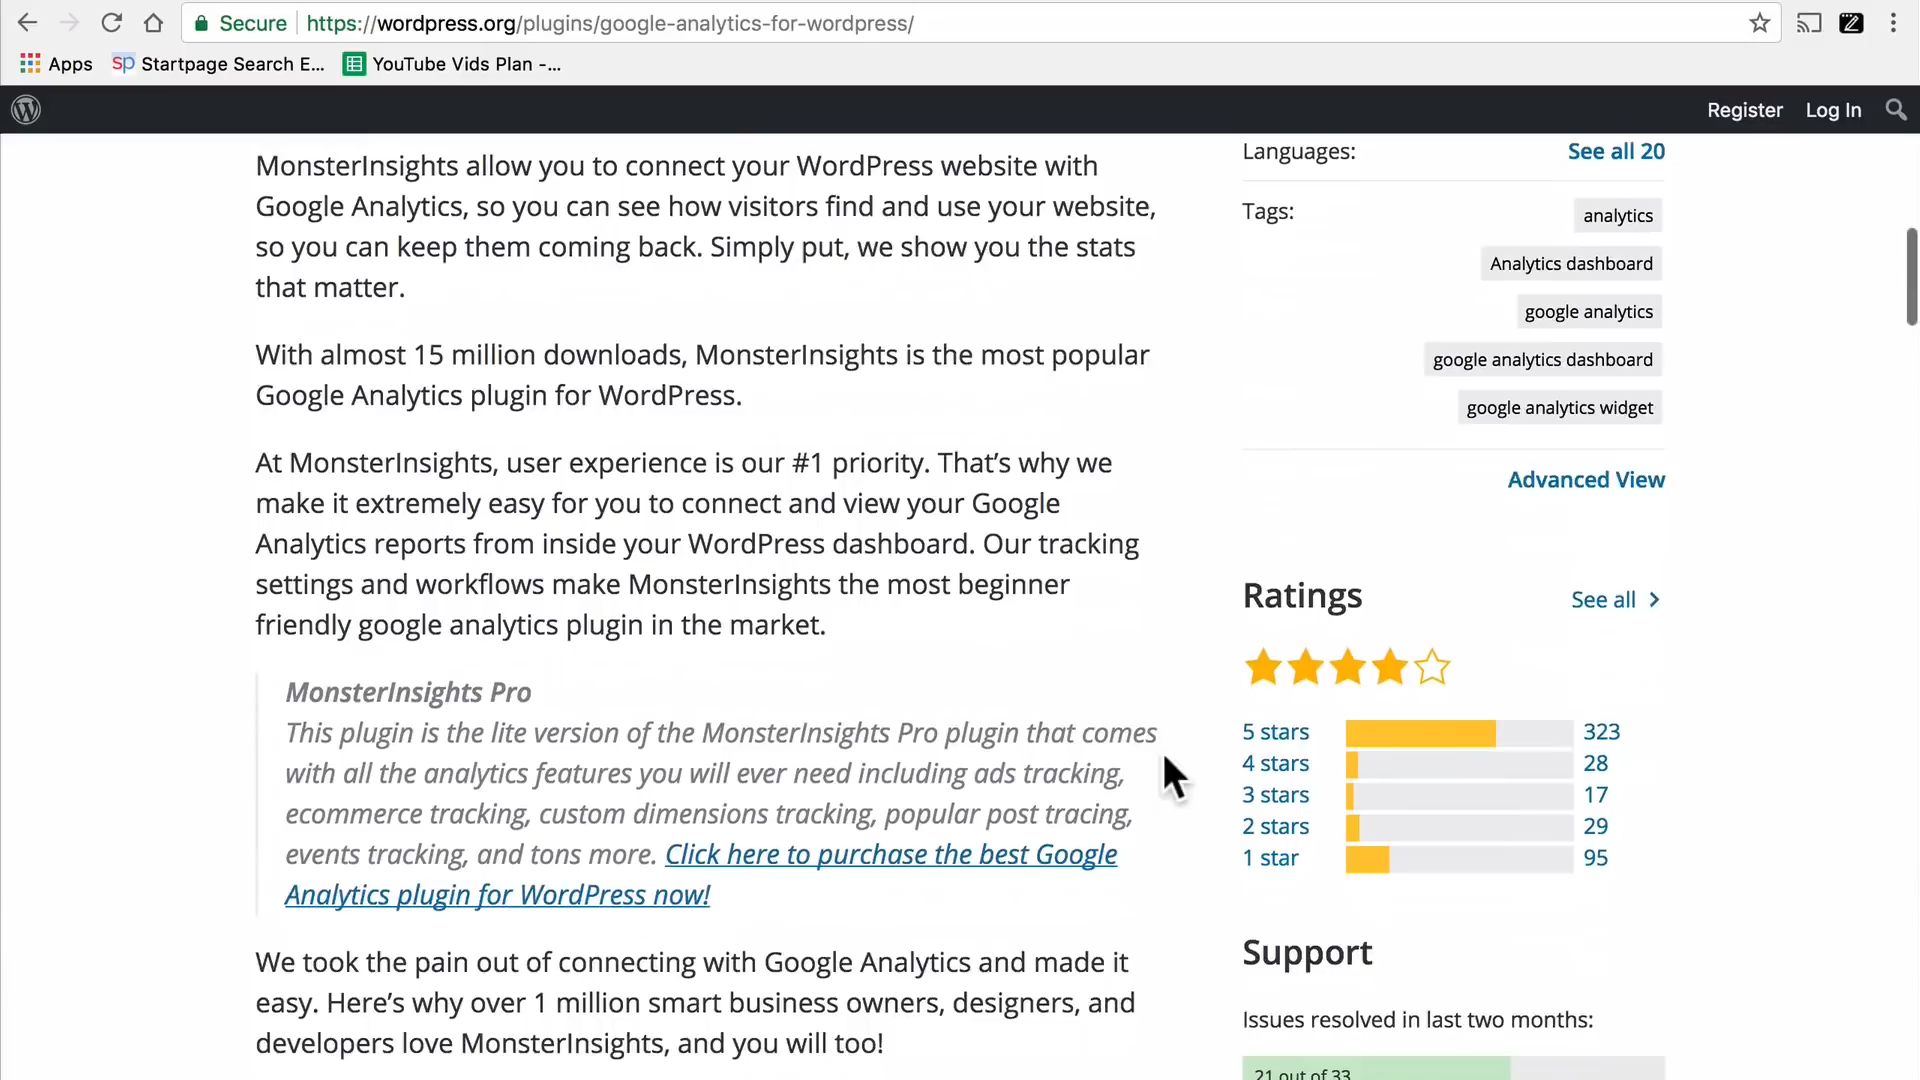 Secure https://wordpress.org/plugins/google-analytics-for-wordpress/
Apps Startpage Search E... YouTube Vids Plan -...
Register Log In
MonsterInsights allow you to connect your WordPress website with
Google Analytics, so you can see how visitors find and use your website,
so you can keep them coming back. Simply put, we show you the stats
that matter.
With almost 15 million downloads, MonsterInsights is the most popular
Google Analytics plugin for WordPress.
At MonsterInsights, user experience is our #1 priority. That’s why we
make it extremely easy for you to connect and view your Google
Analytics reports from inside your WordPress dashboard. Our tracking
settings and workflows make MonsterInsights the most beginner
friendly google analytics plugin in the market.
MonsterInsights Pro
This plugin is the lite version of the MonsterInsights Pro plugin that comes
with all the analytics features you will ever need including ads tracking,
ecommerce tracking, custom dimensions tracking, popular post tracing,
events tracking, and tons more. Click here to purchase the best Google
Analytics plugin for WordPress now!
We took the pain out of connecting with Google Analytics and made it
easy. Here’s why over 1 million smart business owners, designers, and
developers love MonsterInsights, and you will too!
Languages: See all 20
Tags: analytics
Analytics dashboard
google analytics
google analytics dashboard
google analytics widget
Advanced View
Ratings See all
5 stars 323
4 stars 28
3 stars 17
2 stars 29
1 star 95
Support
Issues resolved in last two months:
21 out of 33